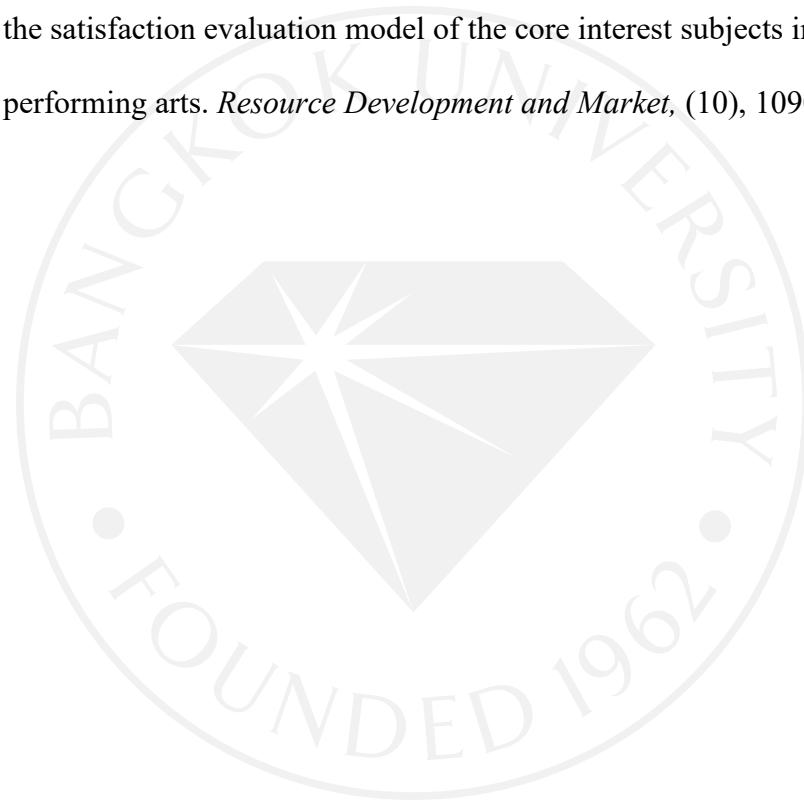 the satisfaction evaluation model of the core interest subjects
performing arts. Resource Development and Market, (10),
BANGKOK UNIVERSITY
• FOUNDED 1962 •